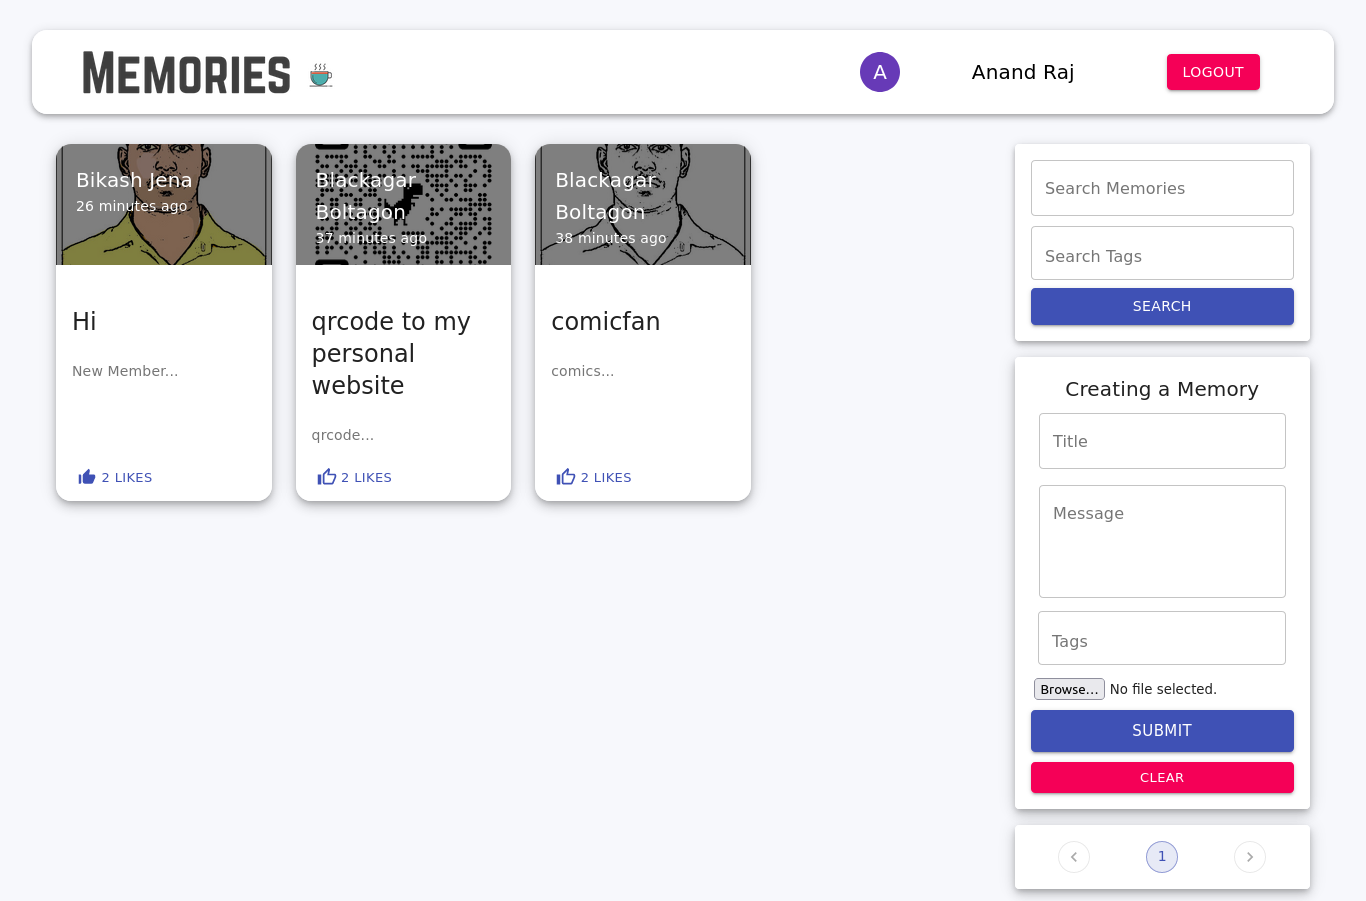 MEMORIES
A
Anand Raj
LOGOUT
Bikash Jena
26 minutes ago
Hi
New Member...
2 LIKES
Blackagar
Boltagon
37 minutes ago
qrcode to my
personal
website
qrcode...
2 LIKES
Blackagar
Boltagon
38 minutes ago
comicfan
comics...
2 LIKES
Search Memories
Search Tags
SEARCH
Creating a Memory
Title
Message
Tags
Browse... No file selected.
SUBMIT
CLEAR
1